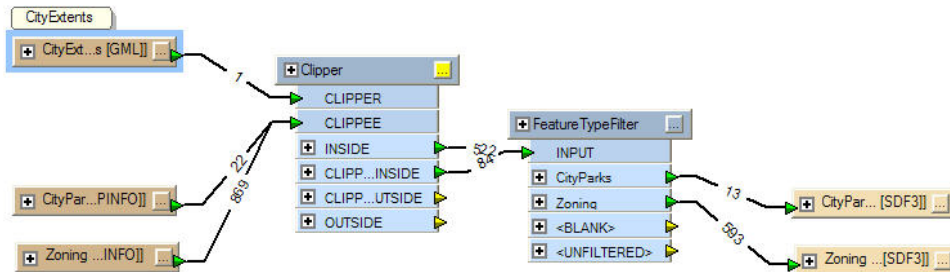 CityExtents
CityExt...s [GML]]
...
1
Clipper
...
CLIPPER
CLIPPEE
INSIDE
CLIPP...INSIDE
CLIPP...UTSIDE
OUTSIDE
22
869
CityPar...PINFO]]
...
Zoning ...INFO]]
...
522
84
FeatureTypeFilter
...
INPUT
CityParks
Zoning
<BLANK>
<UNFILTERED>
13
593
CityPar... [SDF3]]
...
Zoning ...[SDF3]]
...